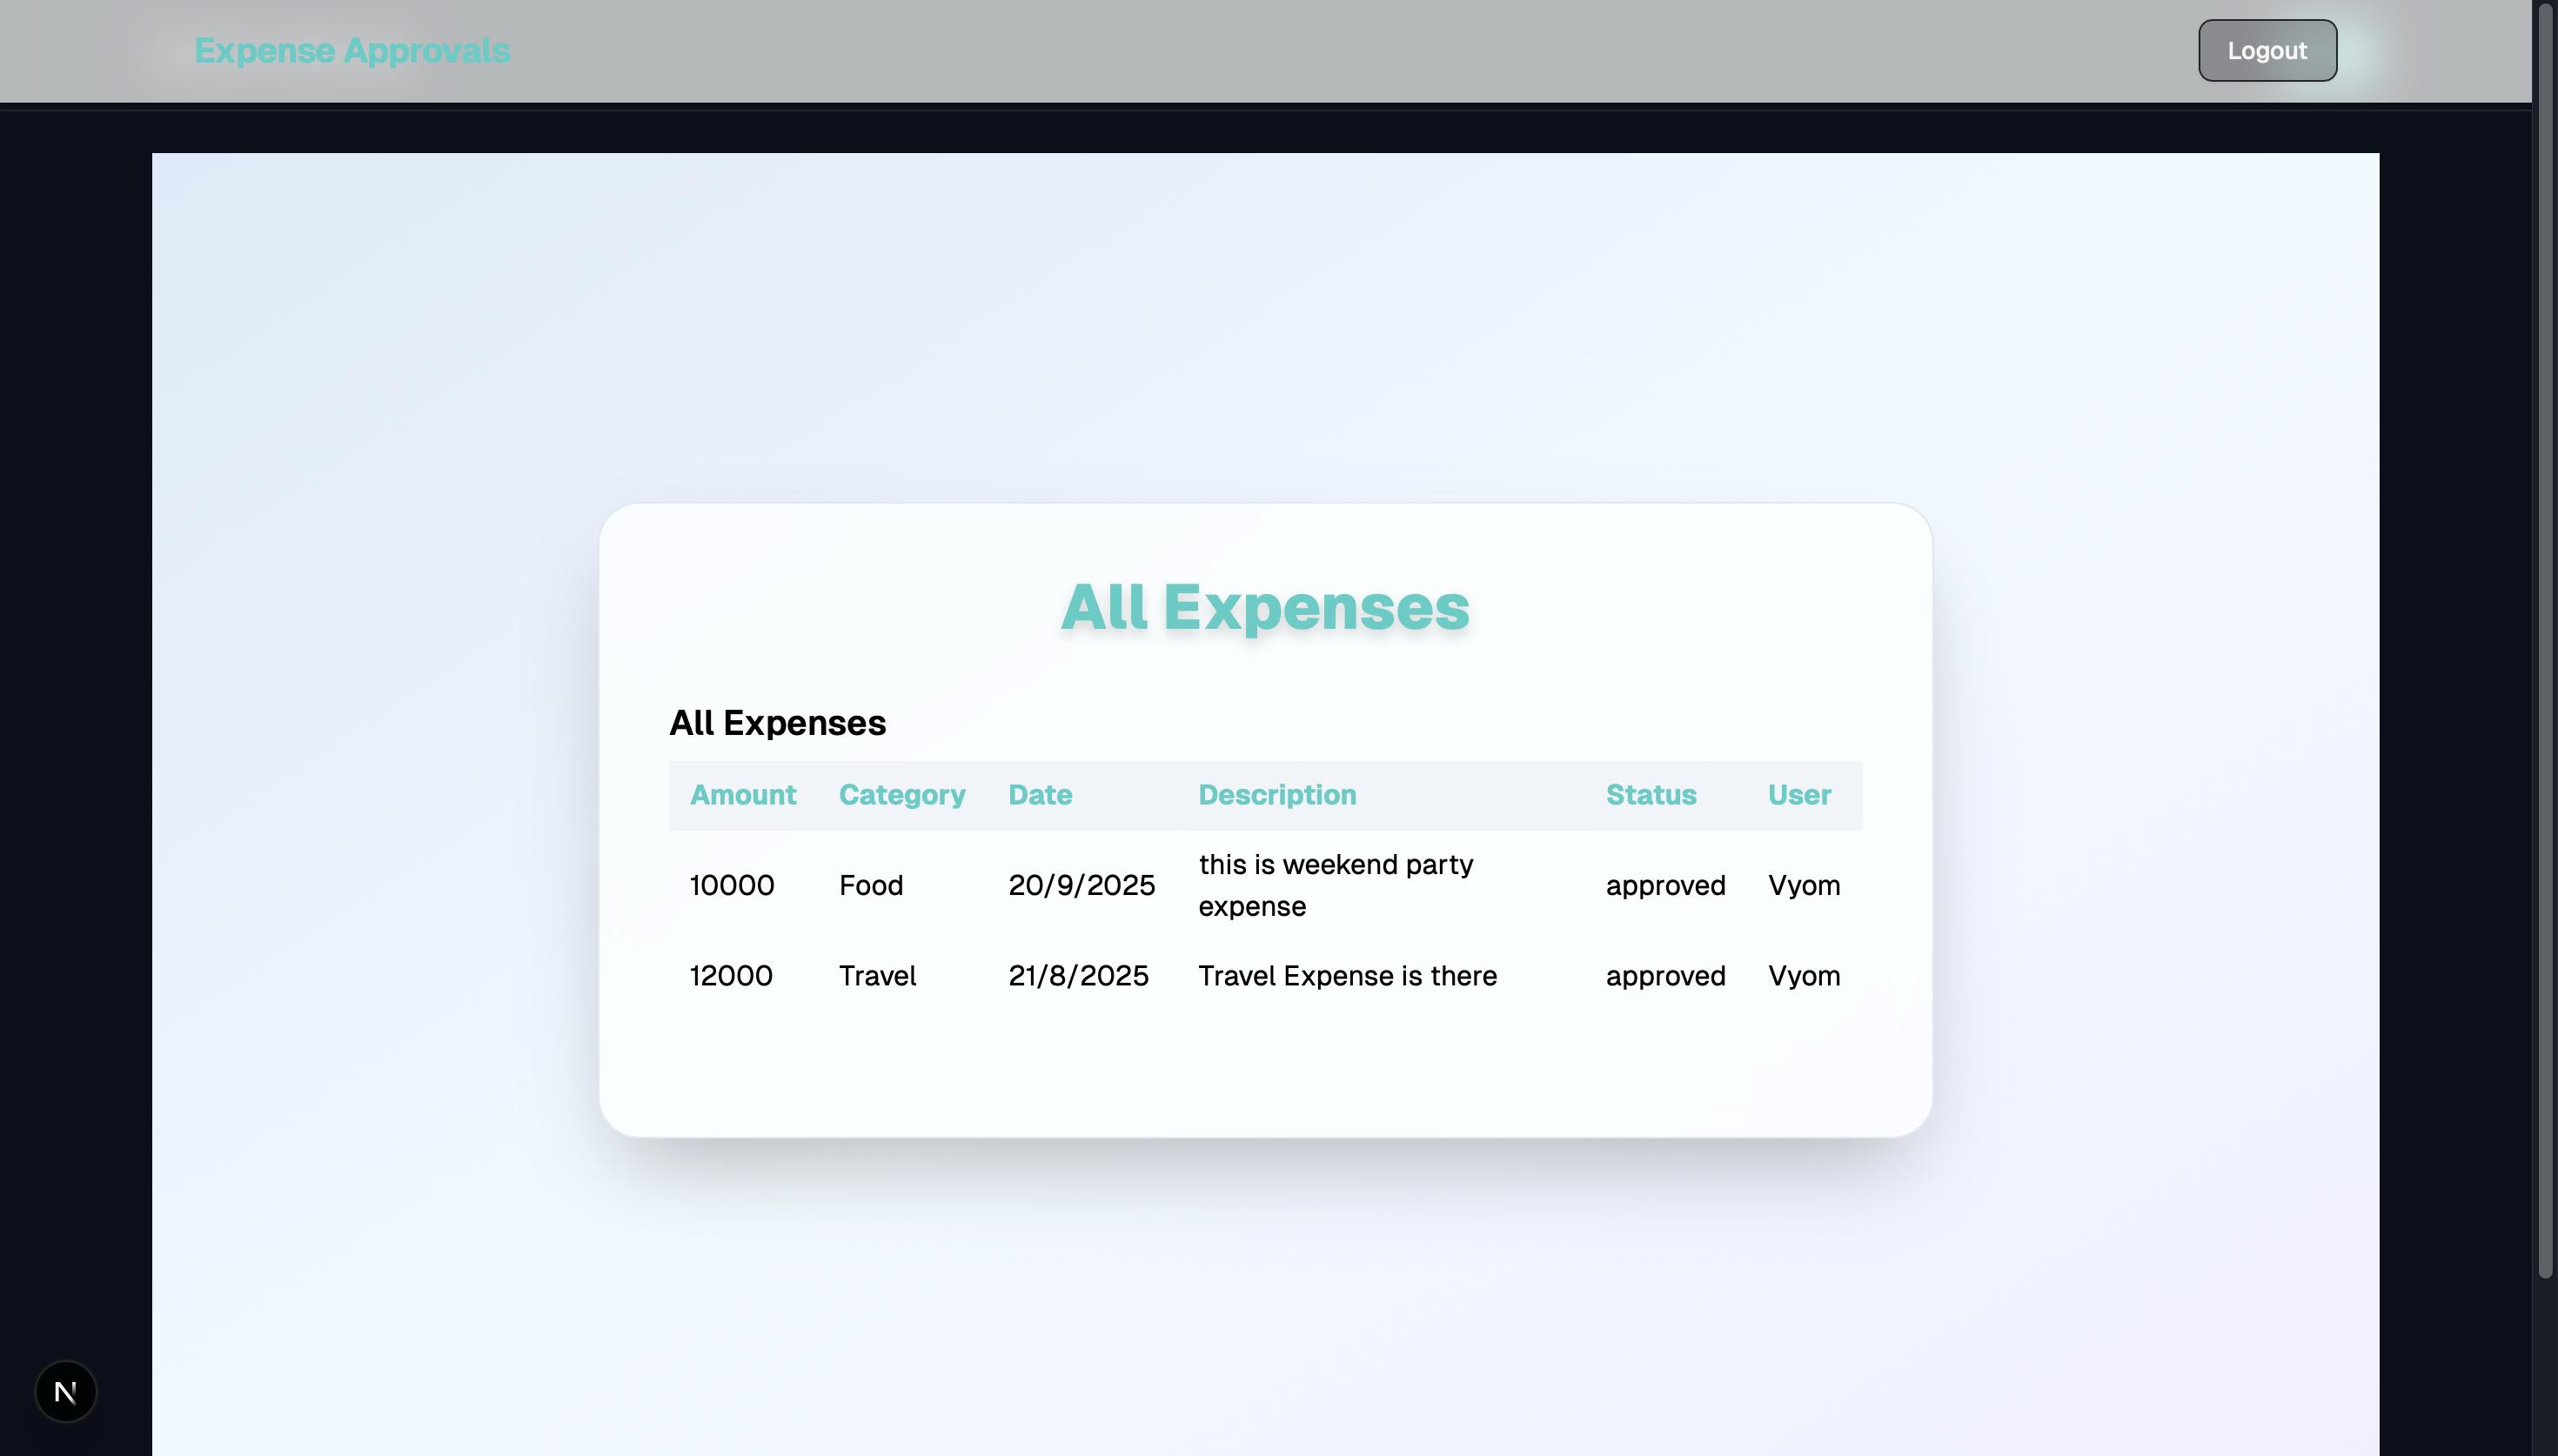 Expense Approvals
Logout
All Expenses
All Expenses
Amount Category Date Description Status User
10000 Food 20/9/2025 this is weekend party expense approved Vyom
12000 Travel 21/8/2025 Travel Expense is there approved Vyom
N